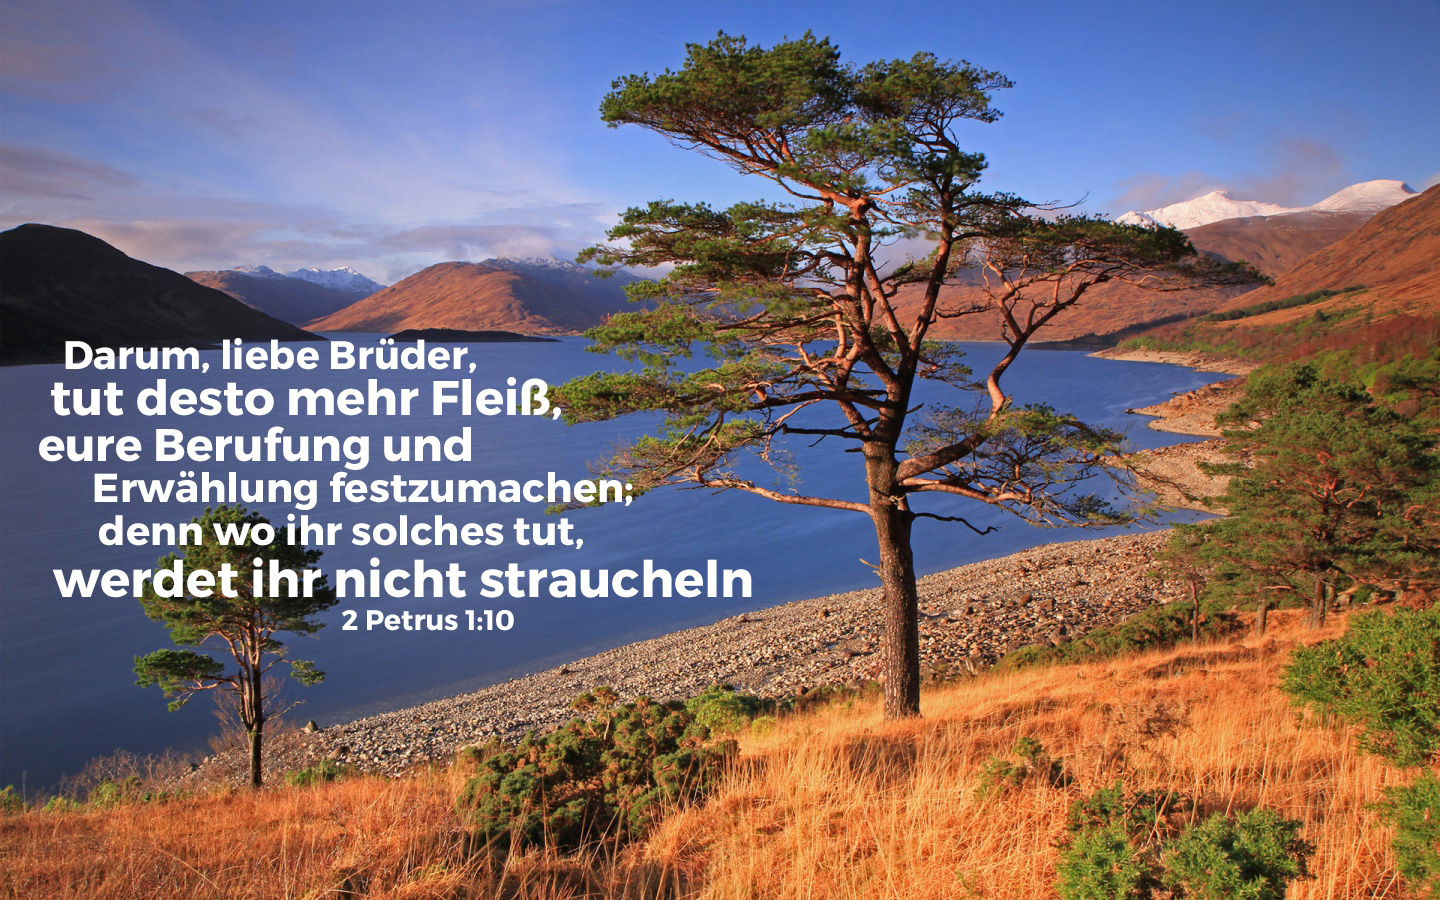 Darum, liebe Brüder,
tut desto mehr Fleiß,
eure Berufung und
Erwählung festzumachen;
denn wo ihr solches tut,
werdet ihr nicht straucheln
2 Petrus 1:10